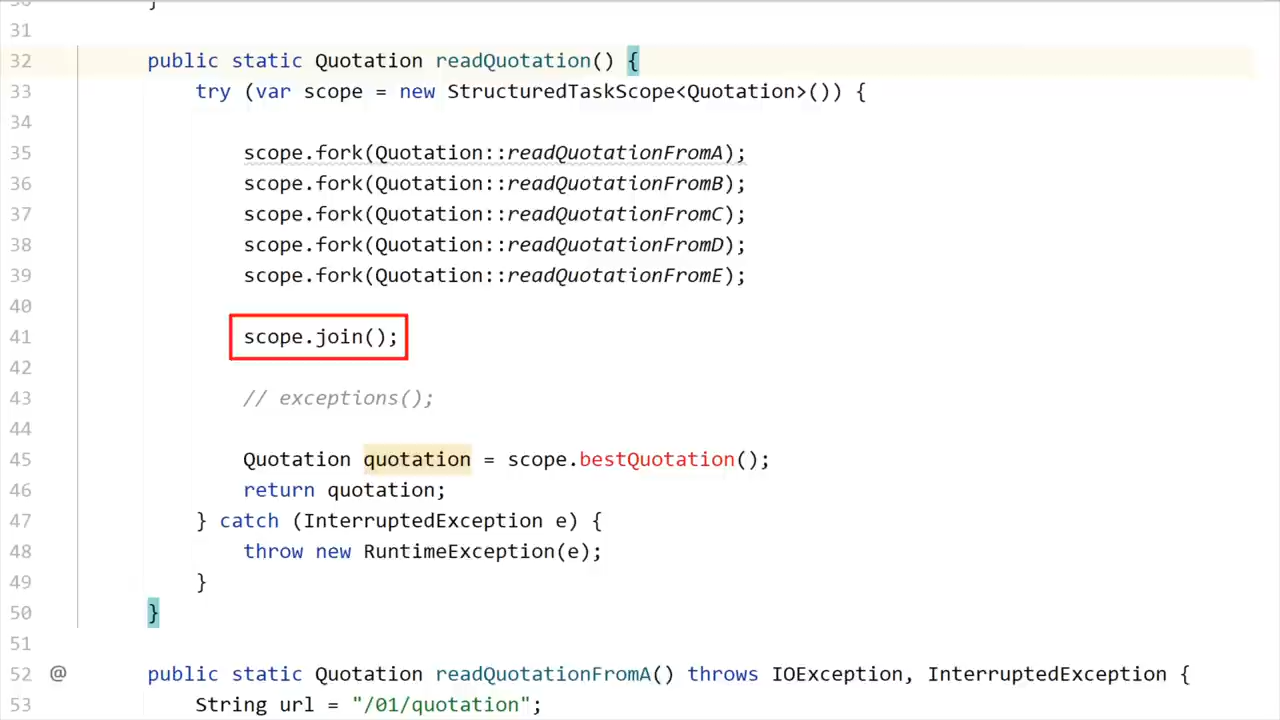 30 }
31
32 public static Quotation readQuotation() {
33 try (var scope = new StructuredTaskScope<Quotation>()) {
34
35 scope.fork(Quotation::readQuotationFromA);
36 scope.fork(Quotation::readQuotationFromB);
37 scope.fork(Quotation::readQuotationFromC);
38 scope.fork(Quotation::readQuotationFromD);
39 scope.fork(Quotation::readQuotationFromE);
40
41 scope.join();
42
43 // exceptions();
44
45 Quotation quotation = scope.bestQuotation();
46 return quotation;
47 } catch (InterruptedException e) {
48 throw new RuntimeException(e);
49 }
50 }
51
52 @ public static Quotation readQuotationFromA() throws IOException, InterruptedException {
53 String url = "/01/quotation";